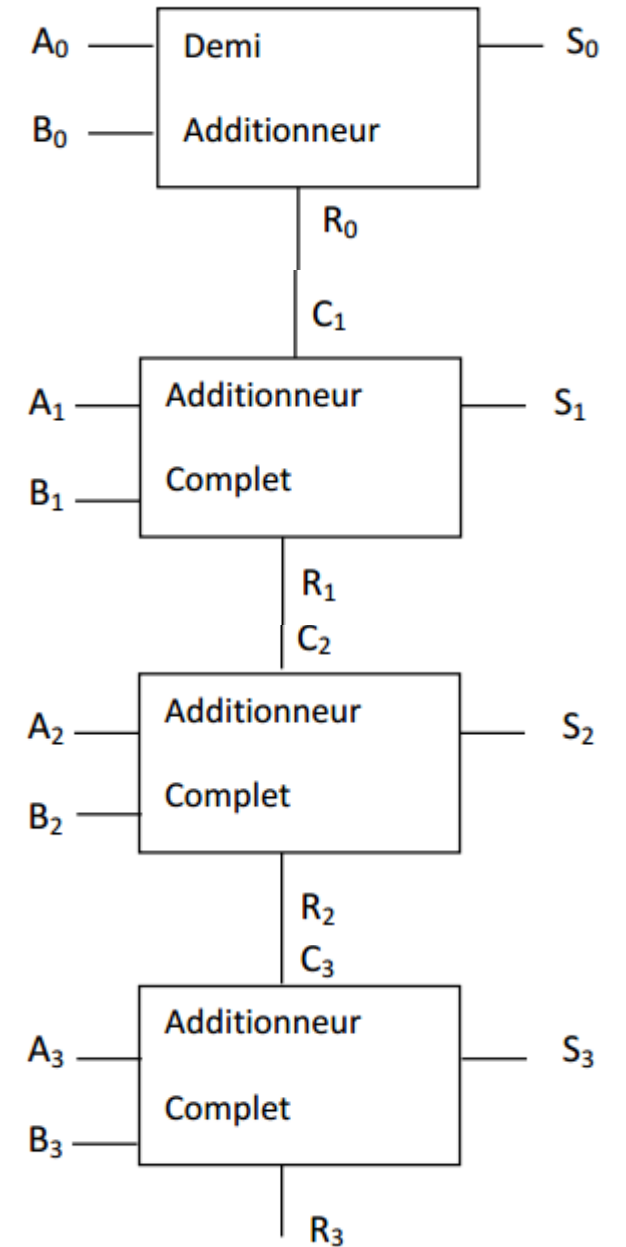 A₀ Demi S₀
B₀ Additionneur
R₀
C₁
A₁ Additionneur S₁
B₁ Complet
R₁
C₂
A₂ Additionneur S₂
B₂ Complet
R₂
C₃
A₃ Additionneur S₃
B₃ Complet
R₃